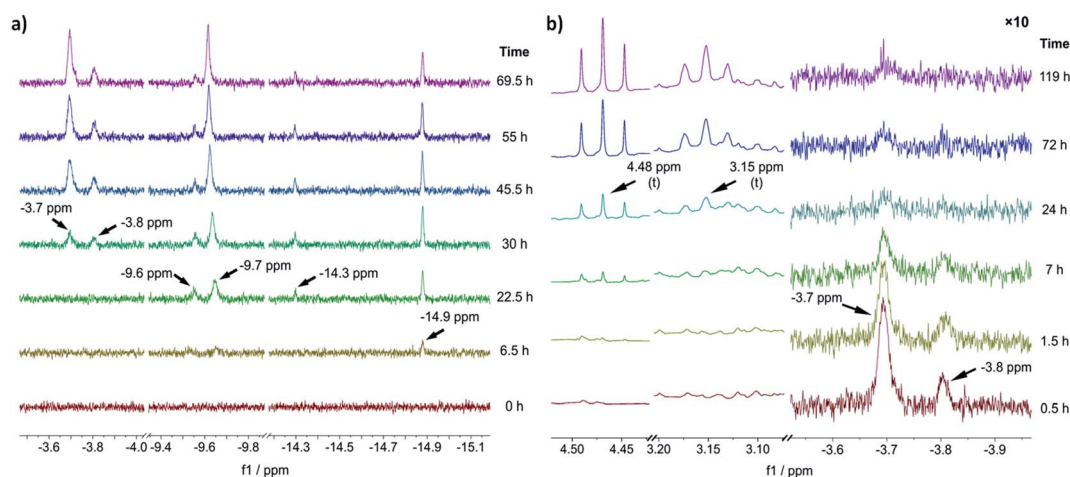 a)
Time
69.5 h
55 h
45.5 h
-3.7 ppm
-3.8 ppm
30 h
-9.6 ppm
-9.7 ppm
-14.3 ppm
22.5 h
-14.9 ppm
6.5 h
0 h
-3.6 -3.8 -4.0 -9.4 -9.6 -9.8 -14.3 -14.5 -14.7 -14.9 -15.1
f1 / ppm
b)
×10
Time
119 h
72 h
4.48 ppm
(t)
3.15 ppm
(t)
24 h
7 h
-3.7 ppm
1.5 h
-3.8 ppm
0.5 h
4.50 4.45 3.20 3.15 3.10 -3.6 -3.7 -3.8 -3.9
f1 / ppm